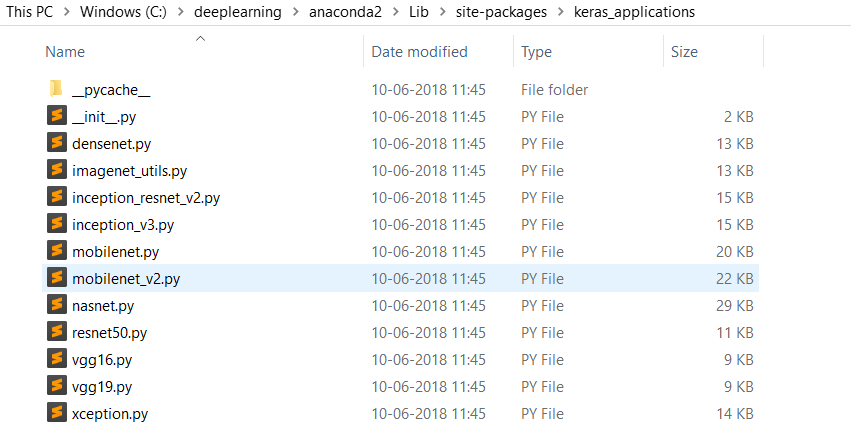 This PC > Windows (C:) > deeplearning > anaconda2 > Lib > site-packages > keras_applications
Name Date modified Type Size
__pycache__ 10-06-2018 11:45 File folder
__init__.py 10-06-2018 11:45 PY File 2 KB
densenet.py 10-06-2018 11:45 PY File 13 KB
imagenet_utils.py 10-06-2018 11:45 PY File 13 KB
inception_resnet_v2.py 10-06-2018 11:45 PY File 15 KB
inception_v3.py 10-06-2018 11:45 PY File 15 KB
mobilenet.py 10-06-2018 11:45 PY File 20 KB
mobilenet_v2.py 10-06-2018 11:45 PY File 22 KB
nasnet.py 10-06-2018 11:45 PY File 29 KB
resnet50.py 10-06-2018 11:45 PY File 11 KB
vgg16.py 10-06-2018 11:45 PY File 9 KB
vgg19.py 10-06-2018 11:45 PY File 9 KB
xception.py 10-06-2018 11:45 PY File 14 KB